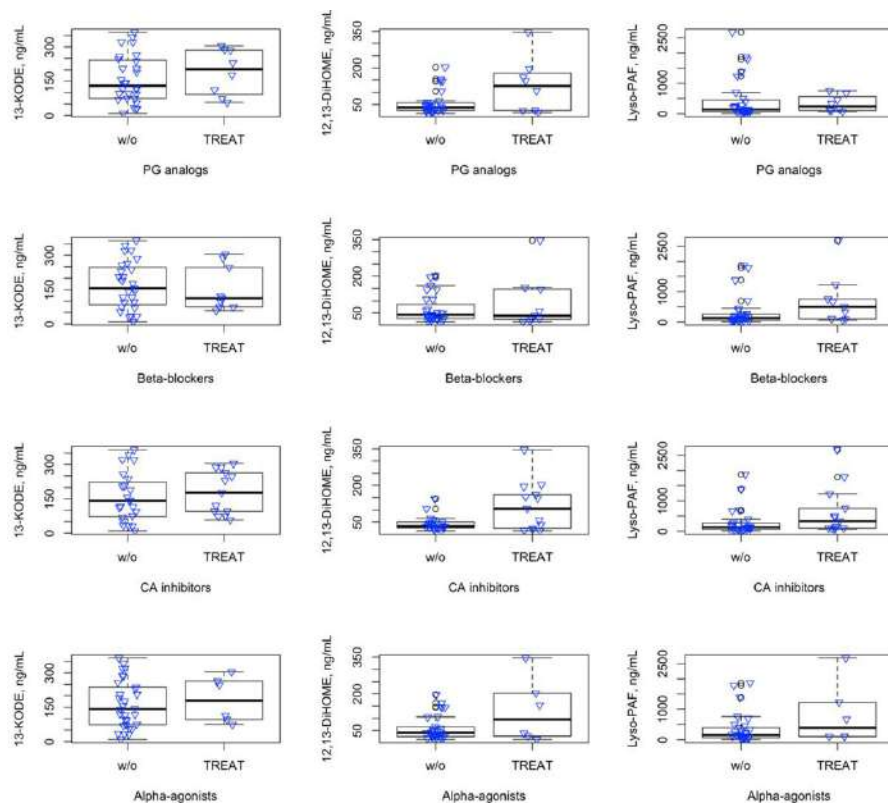 13-KODE, ng/mL
0 150 300
w/o TREAT
PG analogs
12,13-DiHOME, ng/mL
50 200 350
w/o TREAT
PG analogs
Lyso-PAF, ng/mL
0 1000 2500
w/o TREAT
PG analogs
13-KODE, ng/mL
0 150 300
w/o TREAT
Beta-blockers
12,13-DiHOME, ng/mL
50 200 350
w/o TREAT
Beta-blockers
Lyso-PAF, ng/mL
0 1000 2500
w/o TREAT
Beta-blockers
13-KODE, ng/mL
0 150 300
w/o TREAT
CA inhibitors
12,13-DiHOME, ng/mL
50 200 350
w/o TREAT
CA inhibitors
Lyso-PAF, ng/mL
0 1000 2500
w/o TREAT
CA inhibitors
13-KODE, ng/mL
0 150 300
w/o TREAT
Alpha-agonists
12,13-DiHOME, ng/mL
50 200 350
w/o TREAT
Alpha-agonists
Lyso-PAF, ng/mL
0 1000 2500
w/o TREAT
Alpha-agonists